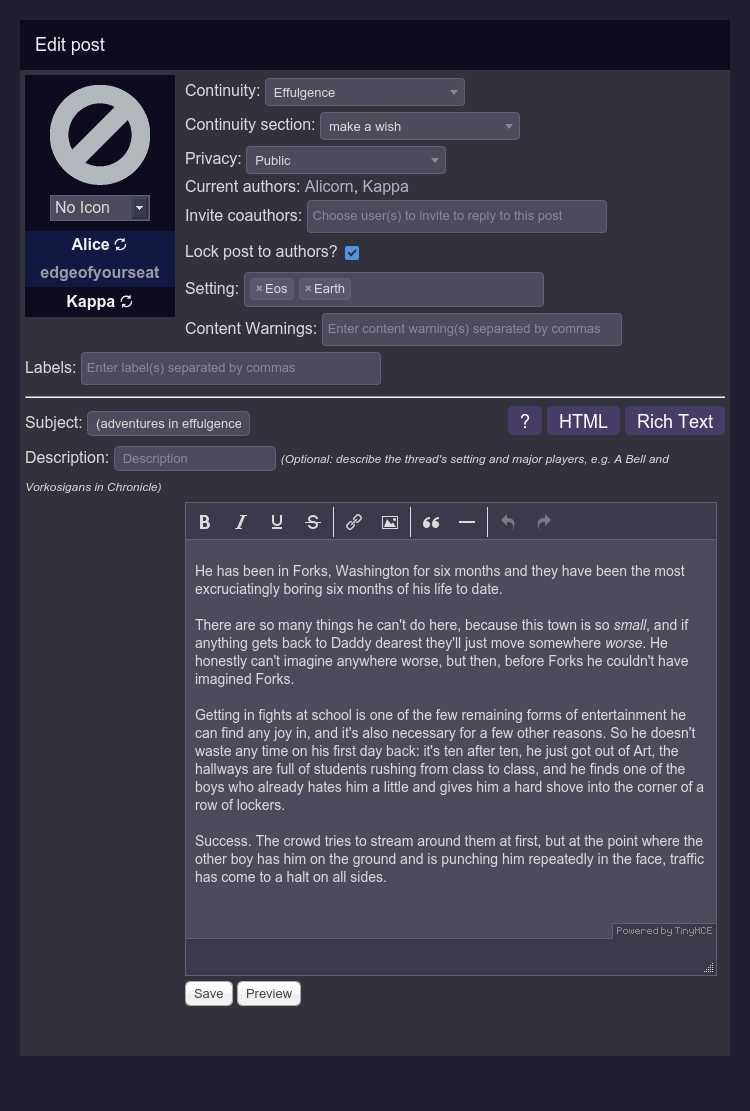 Edit post
No Icon
Alice
edgeofyourseat
Kappa
Continuity: Effulgence
Continuity section: make a wish
Privacy: Public
Current authors: Alicorn, Kappa
Invite coauthors: Choose user(s) to invite to reply to this post
Lock post to authors?
Setting: × Eos × Earth
Content Warnings: Enter content warning(s) separated by commas
Labels: Enter label(s) separated by commas
Subject: (adventures in effulgence
? HTML Rich Text
Description: Description (Optional: describe the thread's setting and major players, e.g. A Bell and
Vorkosigans in Chronicle)
B I U S
He has been in Forks, Washington for six months and they have been the most
excruciatingly boring six months of his life to date.
There are so many things he can't do here, because this town is so small, and if
anything gets back to Daddy dearest they'll just move somewhere worse. He
honestly can't imagine anywhere worse, but then, before Forks he couldn't have
imagined Forks.
Getting in fights at school is one of the few remaining forms of entertainment he
can find any joy in, and it's also necessary for a few other reasons. So he doesn't
waste any time on his first day back: it's ten after ten, he just got out of Art, the
hallways are full of students rushing from class to class, and he finds one of the
boys who already hates him a little and gives him a hard shove into the corner of a
row of lockers.
Success. The crowd tries to stream around them at first, but at the point where the
other boy has him on the ground and is punching him repeatedly in the face, traffic
has come to a halt on all sides.
Powered by TinyMCE
Save Preview